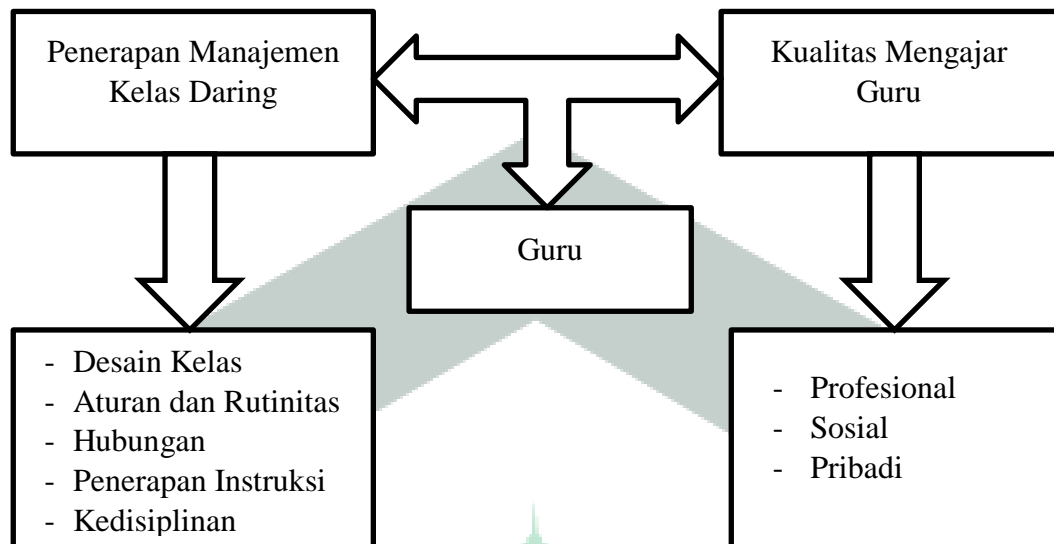 Penerapan Manajemen
Kelas Daring
Kualitas Mengajar
Guru
Guru
- Desain Kelas
- Aturan dan Rutinitas
- Hubungan
- Penerapan Instruksi
- Kedisiplinan
- Profesional
- Sosial
- Pribadi